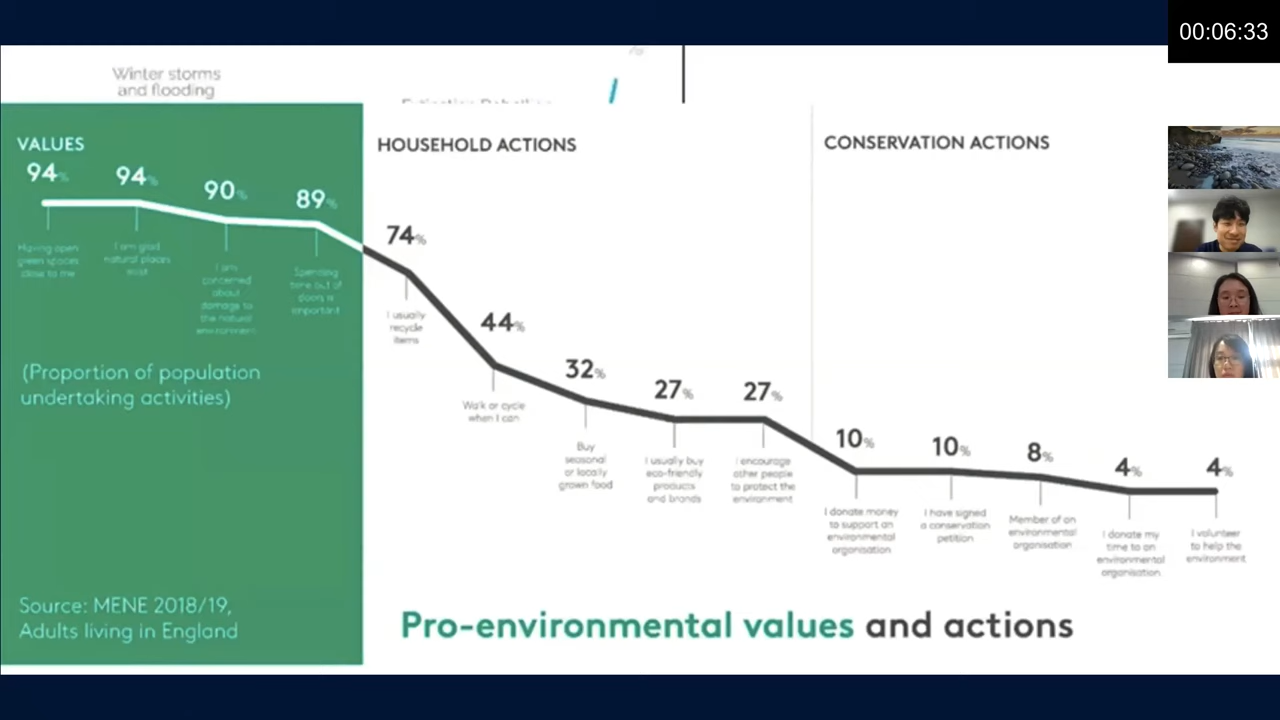 00:06:33
Winter storms
and flooding
VALUES
94%
94%
90%
89%
Having open
green spaces
close to me
I am glad
natural places
exist
I am
concerned
about
damage to
the natural
environment
Spending
time out of
doors is
important
(Proportion of population
undertaking activities)
Source: MENE 2018/19,
Adults living in England
HOUSEHOLD ACTIONS
74%
I usually
recycle
items
44%
Walk or cycle
when I can
32%
Buy
seasonal
or locally
grown food
27%
I usually buy
eco-friendly
products
and brands
27%
I encourage
other people
to protect the
environment
CONSERVATION ACTIONS
10%
I donate money
to support an
environmental
organisation
10%
I have signed
a conservation
petition
8%
Member of an
environmental
organisation
4%
I donate my
time to an
environmental
organisation
4%
I volunteer
to help the
environment
Pro-environmental values and actions